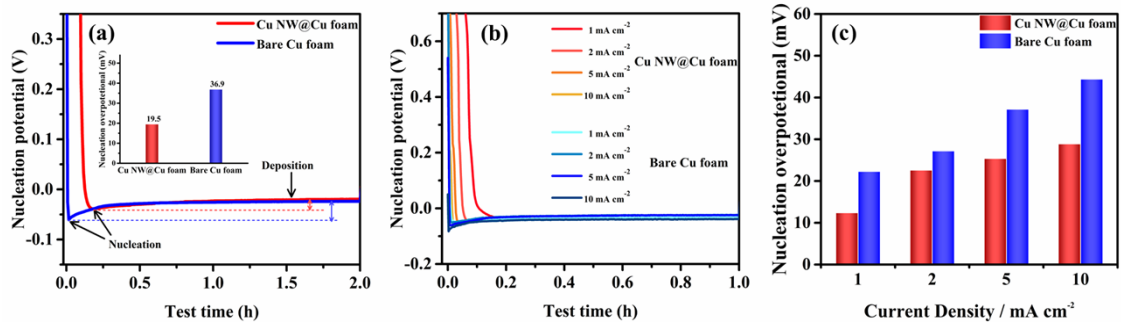 (a)
Cu NW@Cu foam
Bare Cu foam
Nucleation potential (V)
0.3
0.2
0.1
0.0
-0.1
Nucleation overpotentional (mV)
50
40
30
20
10
0
19.5
36.9
Cu NW@Cu foam Bare Cu foam
Deposition
Nucleation
0.0 0.5 1.0 1.5 2.0
Test time (h)
(b)
Nucleation potential (V)
0.6
0.4
0.2
0.0
-0.2
1 mA cm⁻²
2 mA cm⁻²
5 mA cm⁻²
10 mA cm⁻²
Cu NW@Cu foam
1 mA cm⁻²
2 mA cm⁻²
5 mA cm⁻²
10 mA cm⁻²
Bare Cu foam
0.0 0.2 0.4 0.6 0.8 1.0
Test time (h)
(c)
Cu NW@Cu foam
Bare Cu foam
Nucleation overpotetional (mV)
60
50
40
30
20
10
0
1 2 5 10
Current Density / mA cm⁻²